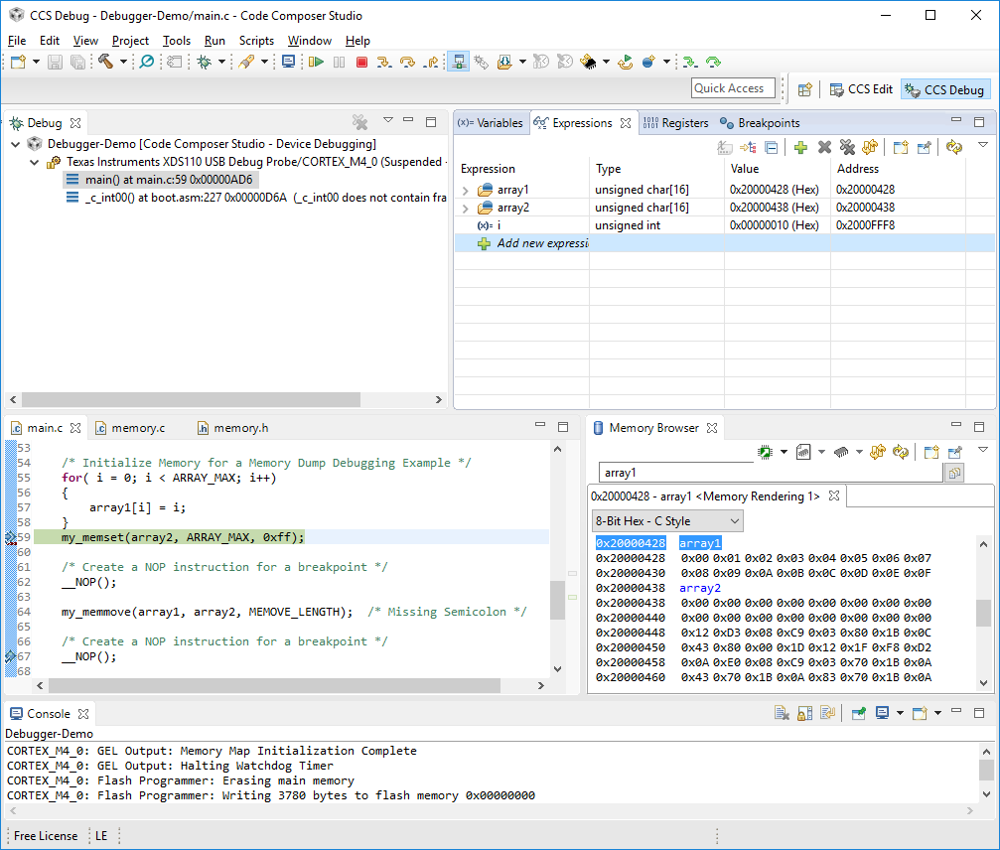 CCS Debug - Debugger-Demo/main.c - Code Composer Studio
File Edit View Project Tools Run Scripts Window Help
Quick Access
CCS Edit
CCS Debug
Debug
Debugger-Demo [Code Composer Studio - Device Debugging]
Texas Instruments XDS110 USB Debug Probe/CORTEX_M4_0 (Suspended -
main() at main.c:59 0x00000AD6
_c_int00() at boot.asm:227 0x00000D6A (_c_int00 does not contain fra
(x)= Variables Expressions Registers Breakpoints
Expression Type Value Address
array1 unsigned char[16] 0x20000428 (Hex) 0x20000428
array2 unsigned char[16] 0x20000438 (Hex) 0x20000438
(x)= i unsigned int 0x00000010 (Hex) 0x2000FFF8
Add new expressi
main.c memory.c memory.h
53
54 /* Initialize Memory for a Memory Dump Debugging Example */
55 for( i = 0; i < ARRAY_MAX; i++)
56 {
57 array1[i] = i;
58 }
59 my_memset(array2, ARRAY_MAX, 0xff);
60
61 /* Create a NOP instruction for a breakpoint */
62 __NOP();
63
64 my_memmove(array1, array2, MEMOVE_LENGTH); /* Missing Semicolon */
65
66 /* Create a NOP instruction for a breakpoint */
67 __NOP();
68
Memory Browser
array1
0x20000428 - array1 <Memory Rendering 1>
8-Bit Hex - C Style
0x20000428 array1
0x20000428 0x00 0x01 0x02 0x03 0x04 0x05 0x06 0x07
0x20000430 0x08 0x09 0x0A 0x0B 0x0C 0x0D 0x0E 0x0F
0x20000438 array2
0x20000438 0x00 0x00 0x00 0x00 0x00 0x00 0x00 0x00
0x20000440 0x00 0x00 0x00 0x00 0x00 0x00 0x00 0x00
0x20000448 0x12 0xD3 0x08 0xC9 0x03 0x80 0x1B 0x0C
0x20000450 0x43 0x80 0x00 0x1D 0x12 0x1F 0xF8 0xD2
0x20000458 0x0A 0xE0 0x08 0xC9 0x03 0x70 0x1B 0x0A
0x20000460 0x43 0x70 0x1B 0x0A 0x83 0x70 0x1B 0x0A
Console
Debugger-Demo
CORTEX_M4_0: GEL Output: Memory Map Initialization Complete
CORTEX_M4_0: GEL Output: Halting Watchdog Timer
CORTEX_M4_0: Flash Programmer: Erasing main memory
CORTEX_M4_0: Flash Programmer: Writing 3780 bytes to flash memory 0x00000000
Free License LE